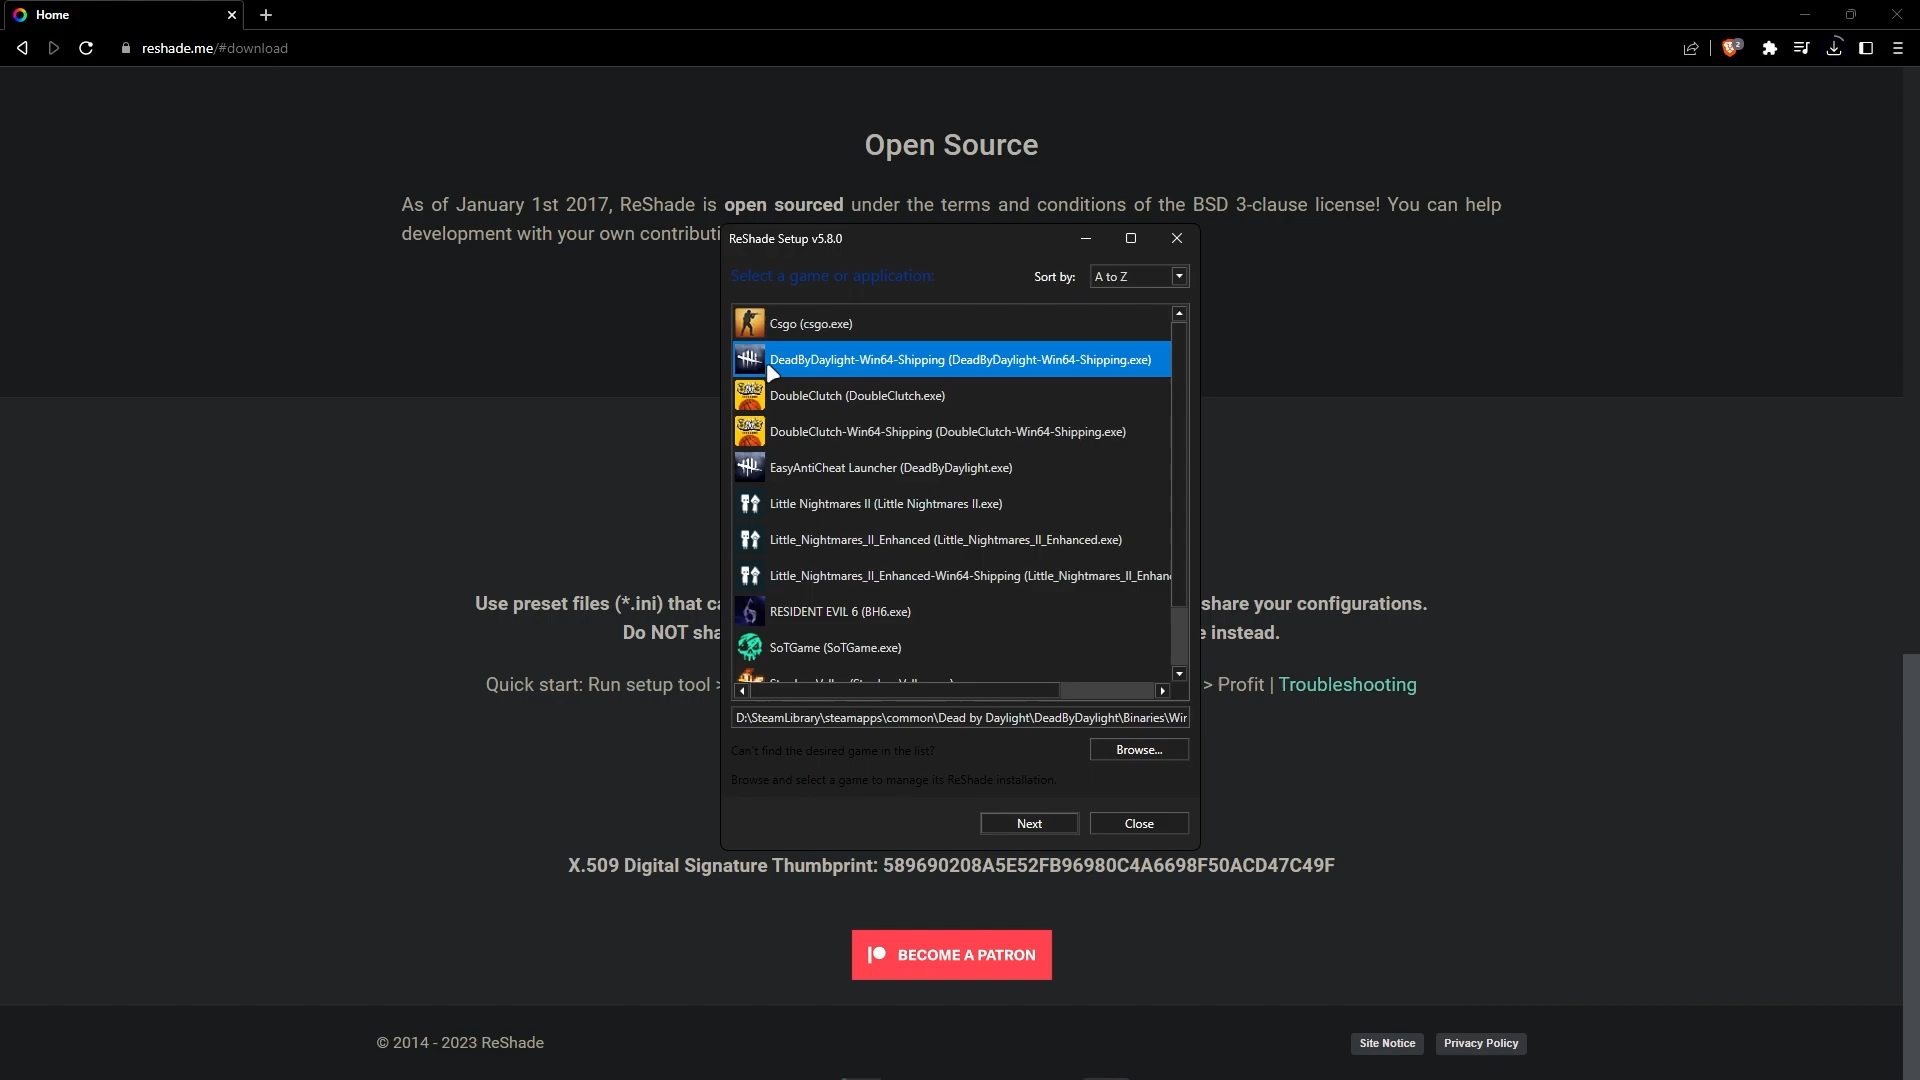 Home
reshade.me/#download
2
Open Source
As of January 1st 2017, ReShade is open sourced under the terms and conditions of the BSD 3-clause license! You can help
development with your own contributi
ReShade Setup v5.8.0
Select a game or application:
Sort by:
A to Z
Csgo (csgo.exe)
DeadByDaylight-Win64-Shipping (DeadByDaylight-Win64-Shipping.exe)
DoubleClutch (DoubleClutch.exe)
DoubleClutch-Win64-Shipping (DoubleClutch-Win64-Shipping.exe)
EasyAntiCheat Launcher (DeadByDaylight.exe)
Little Nightmares II (Little Nightmares II.exe)
Little_Nightmares_II_Enhanced (Little_Nightmares_II_Enhanced.exe)
Little_Nightmares_II_Enhanced-Win64-Shipping (Little_Nightmares_II_Enhan
RESIDENT EVIL 6 (BH6.exe)
SoTGame (SoTGame.exe)
D:\SteamLibrary\steamapps\common\Dead by Daylight\DeadByDaylight\Binaries\Wir
Can't find the desired game in the list?
Browse...
Browse and select a game to manage its ReShade installation.
Next
Close
Use preset files (*.ini) that ca share your configurations.
Do NOT sha e instead.
Quick start: Run setup tool > > Profit | Troubleshooting
X.509 Digital Signature Thumbprint: 589690208A5E52FB96980C4A6698F50ACD47C49F
BECOME A PATRON
© 2014 - 2023 ReShade
Site Notice
Privacy Policy